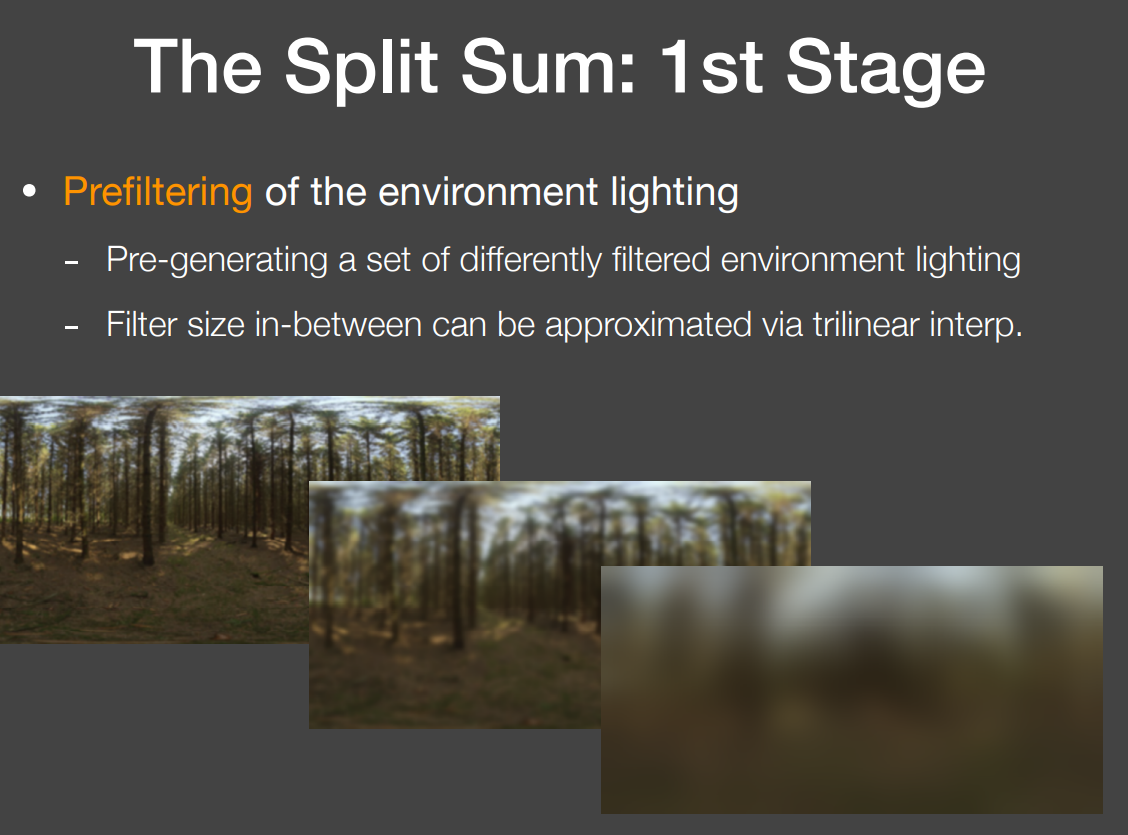 The Split Sum: 1st Stage
• Prefiltering of the environment lighting
- Pre-generating a set of differently filtered environment lighting
- Filter size in-between can be approximated via trilinear interp.